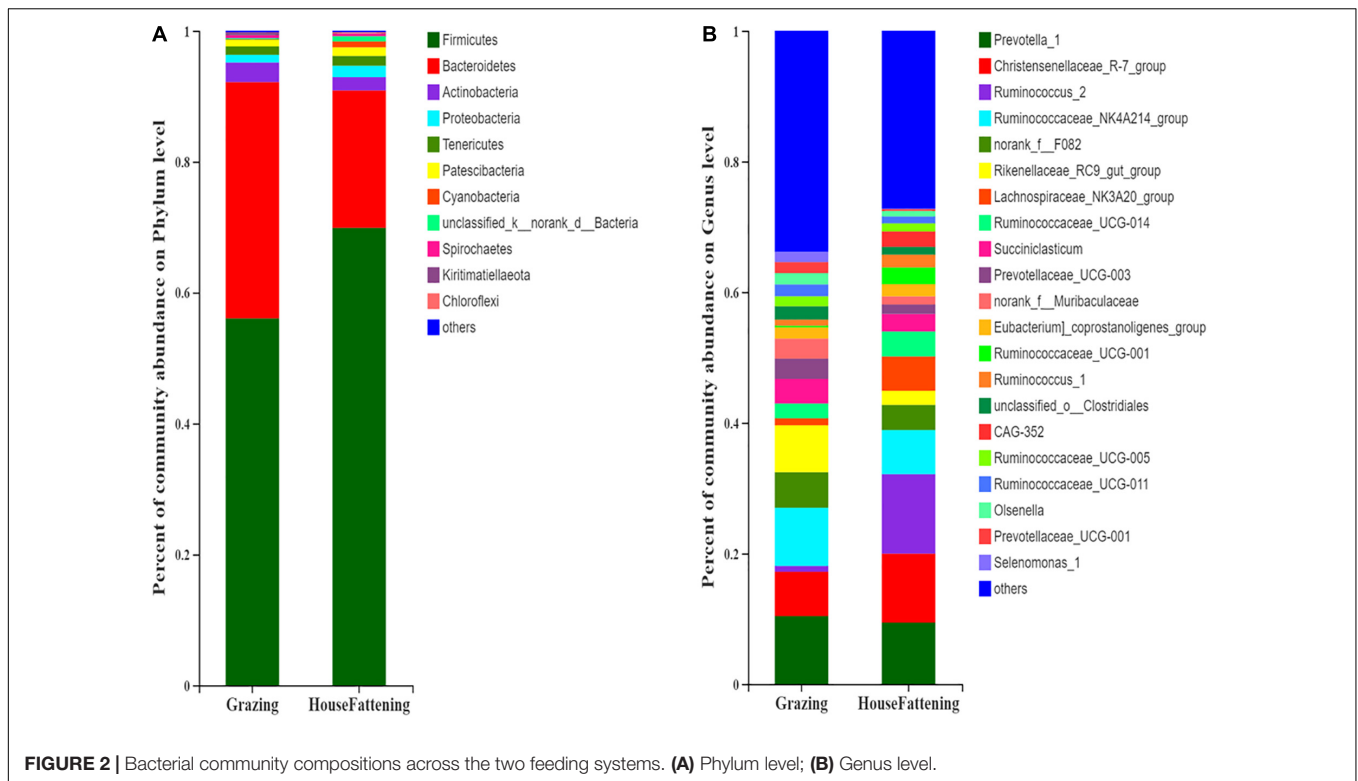 A
Percent of community abundance on Phylum level
1
0.8
0.6
0.4
0.2
0
Grazing
HouseFattening
Firmicutes
Bacteroidetes
Actinobacteria
Proteobacteria
Tenericutes
Patescibacteria
Cyanobacteria
unclassified_k__norank_d__Bacteria
Spirochaetes
Kiritimatiellaeota
Chloroflexi
others
B
Percent of community abundance on Genus level
1
0.8
0.6
0.4
0.2
0
Grazing
HouseFattening
Prevotella_1
Christensenellaceae_R-7_group
Ruminococcus_2
Ruminococcaceae_NK4A214_group
norank_f__F082
Rikenellaceae_RC9_gut_group
Lachnospiraceae_NK3A20_group
Ruminococcaceae_UCG-014
Succiniclasticum
Prevotellaceae_UCG-003
norank_f__Muribaculaceae
Eubacterium]_coprostanoligenes_group
Ruminococcaceae_UCG-001
Ruminococcus_1
unclassified_o__Clostridiales
CAG-352
Ruminococcaceae_UCG-005
Ruminococcaceae_UCG-011
Olsenella
Prevotellaceae_UCG-001
Selenomonas_1
others
FIGURE 2 | Bacterial community compositions across the two feeding systems. (A) Phylum level; (B) Genus level.